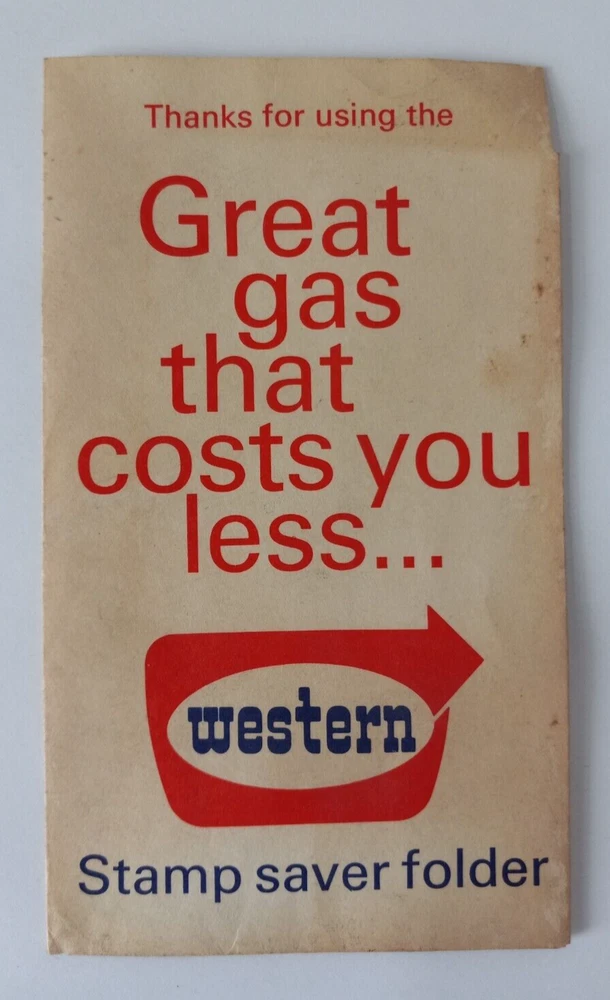 Thanks for using the
Great
gas
that
costs you
less...
western
Stamp saver folder